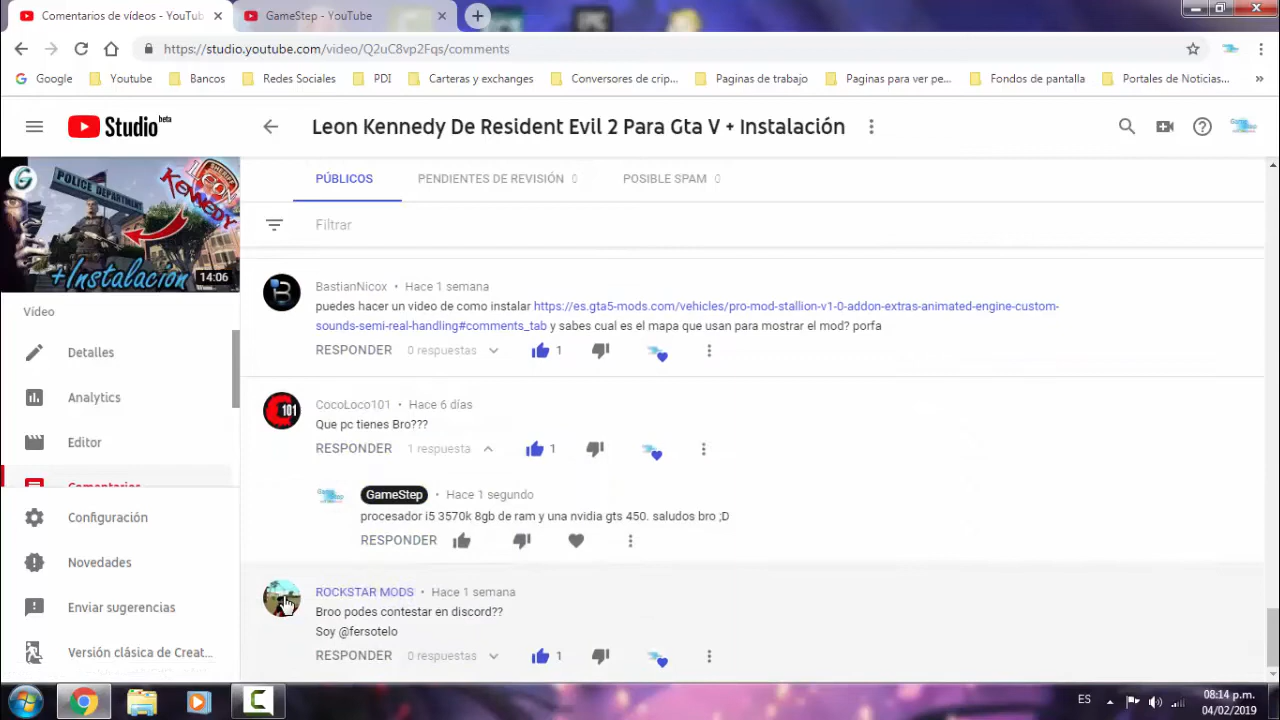 Comentarios de vídeos - YouTub
GameStep - YouTube
https://studio.youtube.com/video/Q2uC8vp2Fqs/comments
Google Youtube Bancos Redes Sociales PDI Carteras y exchanges Conversores de crip... Paginas de trabajo Paginas para ver pe... Fondos de pantalla Portales de Noticias... »
Studio beta
Leon Kennedy De Resident Evil 2 Para Gta V + Instalación
POLICE DEPARTMENT
LEON
KENNEDY
+Instalacion
14:06
Vídeo
Detalles
Analytics
Editor
Comentarios
Configuración
Novedades
Enviar sugerencias
Versión clásica de Creat...
PÚBLICOS PENDIENTES DE REVISIÓN 0 POSIBLE SPAM 0
Filtrar
BastianNicox • Hace 1 semana
puedes hacer un video de como instalar https://es.gta5-mods.com/vehicles/pro-mod-stallion-v1-0-addon-extras-animated-engine-custom-
sounds-semi-real-handling#comments_tab y sabes cual es el mapa que usan para mostrar el mod? porfa
RESPONDER 0 respuestas 1
101
CocoLoco101 • Hace 6 días
Que pc tienes Bro???
RESPONDER 1 respuesta 1
GameStep • Hace 1 segundo
procesador i5 3570k 8gb de ram y una nvidia gts 450. saludos bro ;D
RESPONDER
ROCKSTAR MODS • Hace 1 semana
Broo podes contestar en discord??
Soy @fersotelo
RESPONDER 0 respuestas 1
ES
08:14 p.m.
04/02/2019